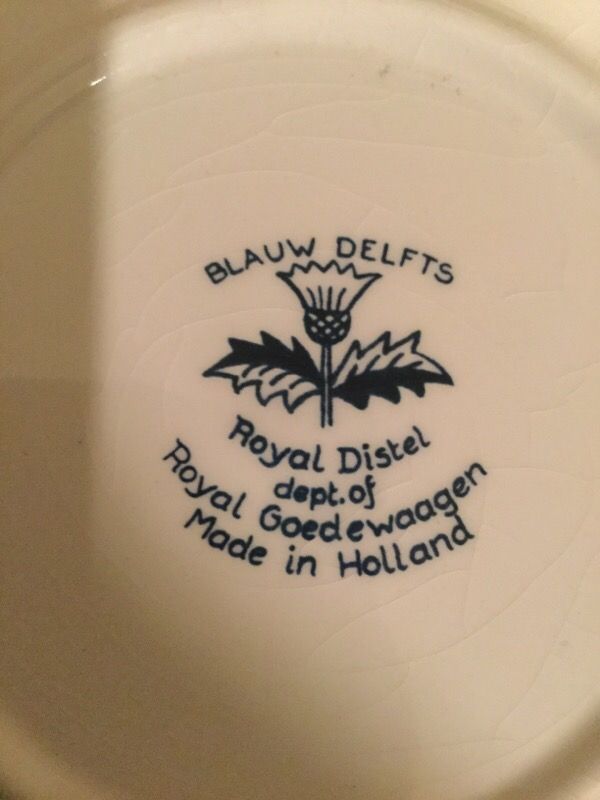 BLAUW DELFTS
Royal Distel
dept.of
Royal Goedewaagen
Made in Holland